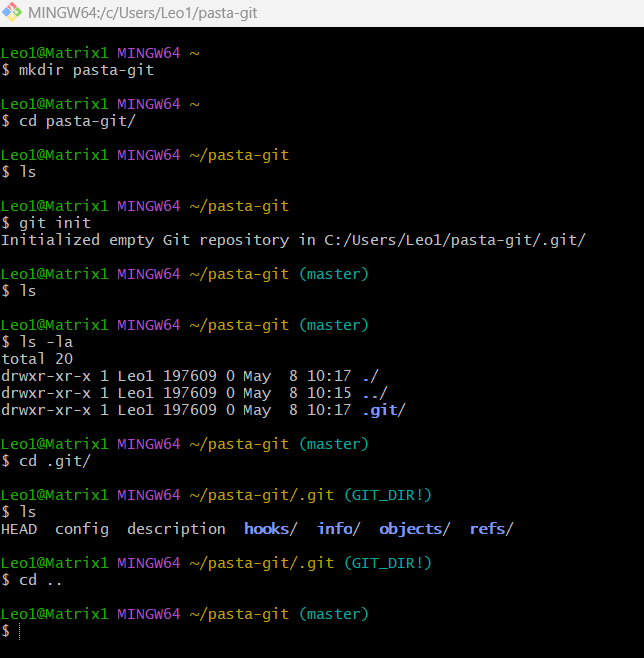 MINGW64:/c/Users/Leo1/pasta-git
Leo1@Matrix1 MINGW64 ~
$ mkdir pasta-git
Leo1@Matrix1 MINGW64 ~
$ cd pasta-git/
Leo1@Matrix1 MINGW64 ~/pasta-git
$ ls
Leo1@Matrix1 MINGW64 ~/pasta-git
$ git init
Initialized empty Git repository in C:/Users/Leo1/pasta-git/.git/
Leo1@Matrix1 MINGW64 ~/pasta-git (master)
$ ls
Leo1@Matrix1 MINGW64 ~/pasta-git (master)
$ ls -la
total 20
drwxr-xr-x 1 Leo1 197609 0 May  8 10:17 ./
drwxr-xr-x 1 Leo1 197609 0 May  8 10:15 ../
drwxr-xr-x 1 Leo1 197609 0 May  8 10:17 .git/
Leo1@Matrix1 MINGW64 ~/pasta-git (master)
$ cd .git/
Leo1@Matrix1 MINGW64 ~/pasta-git/.git (GIT_DIR!)
$ ls
HEAD  config  description  hooks/  info/  objects/  refs/
Leo1@Matrix1 MINGW64 ~/pasta-git/.git (GIT_DIR!)
$ cd ..
Leo1@Matrix1 MINGW64 ~/pasta-git (master)
$